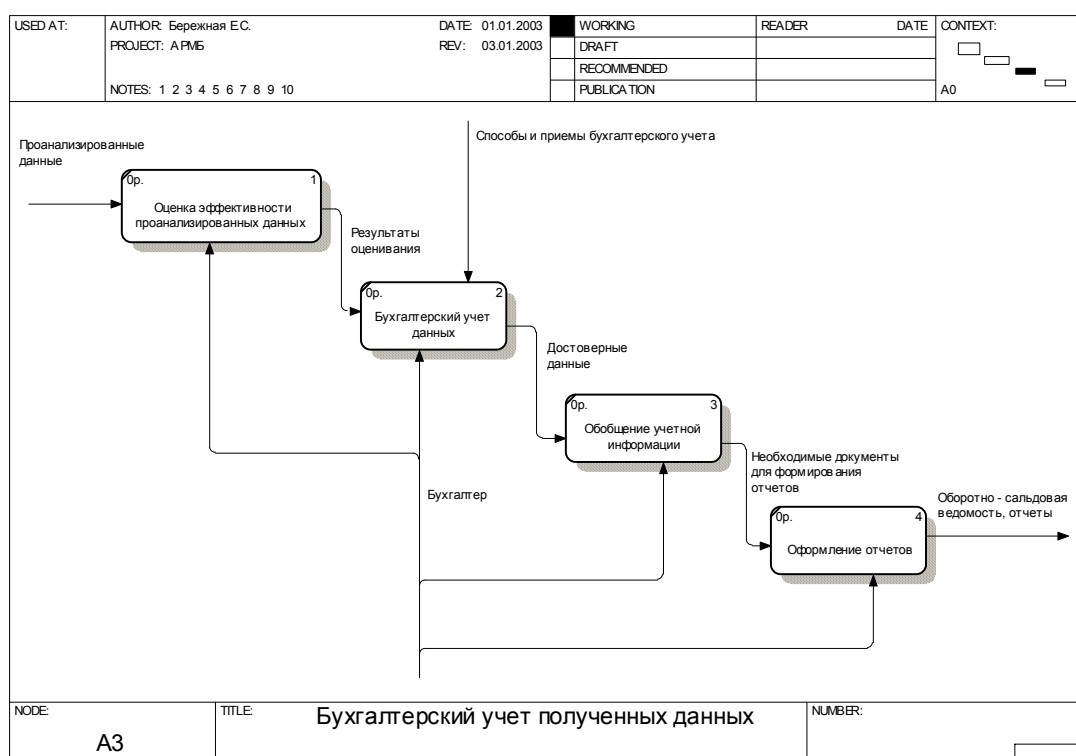 USED AT:
AUTHOR: Бережная Е.С.
DATE: 01.01.2003
WORKING
READER
DATE
CONTEXT:
PROJECT: АРМБ
REV: 03.01.2003
DRAFT
RECOMMENDED
NOTES: 1 2 3 4 5 6 7 8 9 10
PUBLICATION
A0
Проанализированные
данные
Способы и приемы бухгалтерского учета
0р.
1
Оценка эффективности
проанализированных данных
Результаты
оценивания
0р.
2
Бухгалтерский учет
данных
Достоверные
данные
0р.
3
Обобщение учетной
информации
Необходимые документы
для формирования
отчетов
Бухгалтер
Оборотно - сальдовая
ведомость, отчеты
0р.
4
Оформление отчетов
NODE:
TITLE:
Бухгалтерский учет полученных данных
NUMBER:
А3